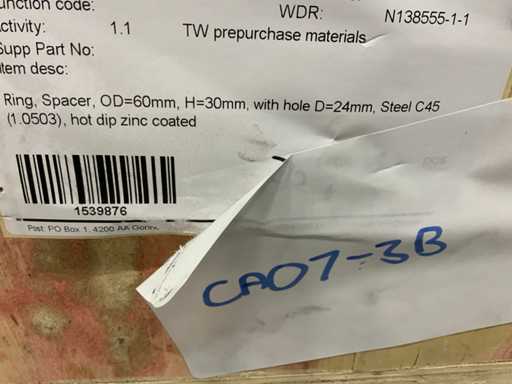 unction code:
WDR: N138555-1-1
ctivity: 1.1 TW prepurchase materials
Supp Part No:
tem desc:
Ring, Spacer, OD=60mm, H=30mm, with hole D=24mm, Steel C45
(1.0503), hot dip zinc coated
1539876
Post: PO Box 1, 4200 AA Gorinc
CA07-3B